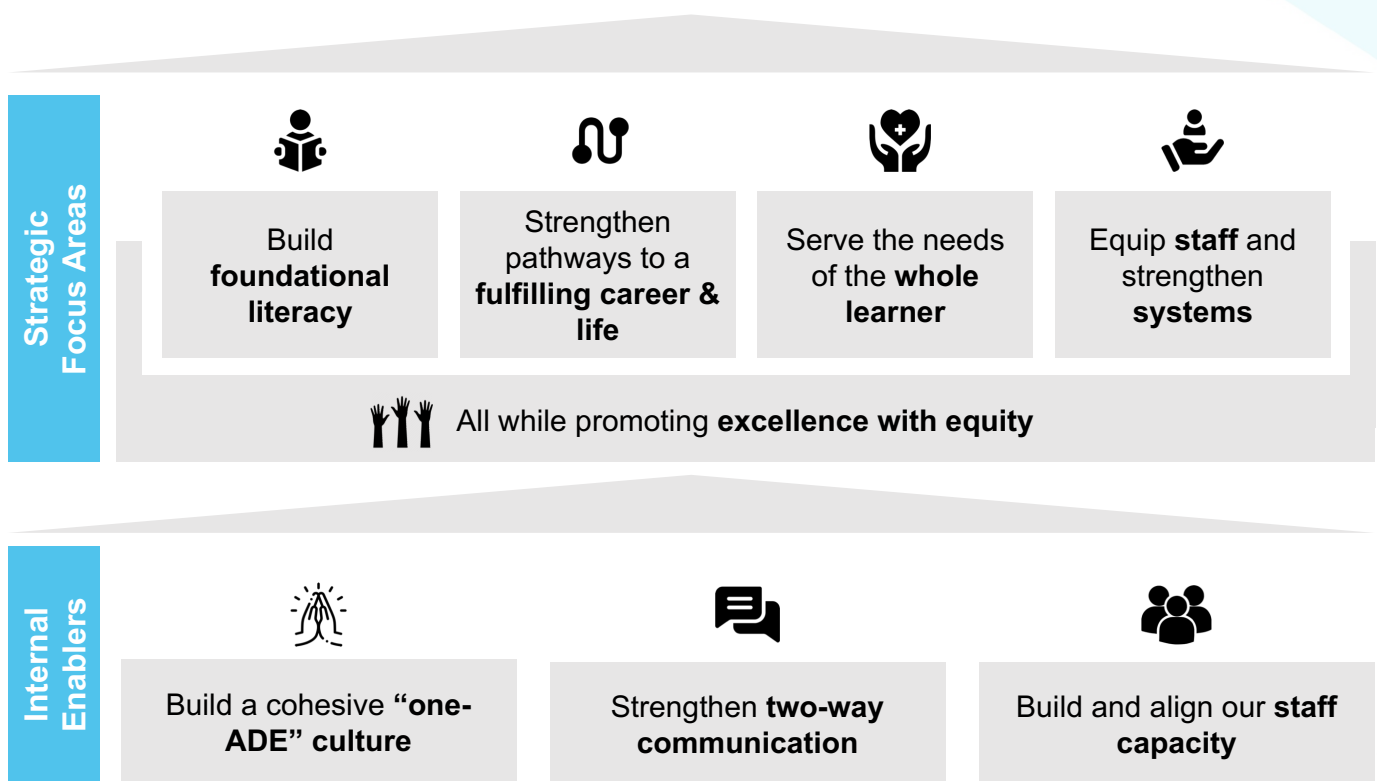 Strategic
Focus Areas
Build
foundational
literacy
Strengthen
pathways to a
fulfilling career &
life
Serve the needs
of the whole
learner
Equip staff and
strengthen
systems
All while promoting excellence with equity
Internal
Enablers
Build a cohesive “one-
ADE” culture
Strengthen two-way
communication
Build and align our staff
capacity